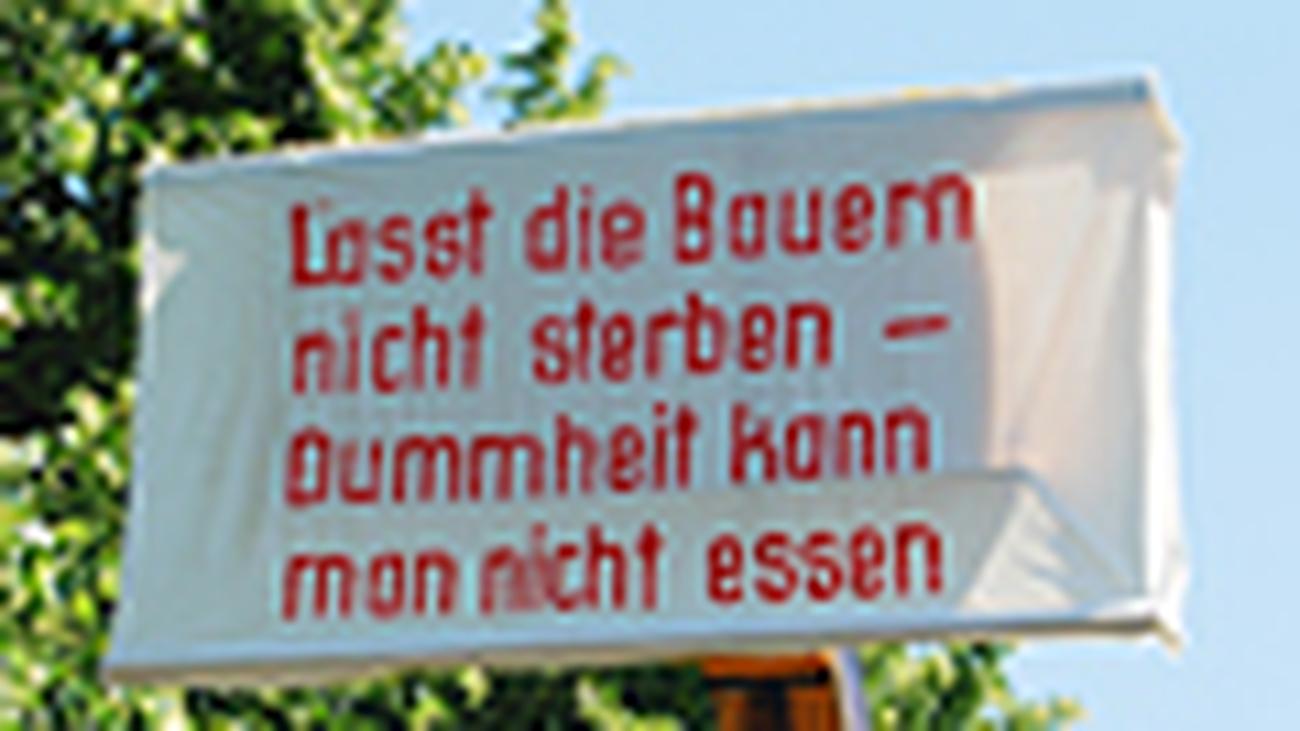 Lasst die Bauern
nicht sterben –
Dummheit kann
man nicht essen